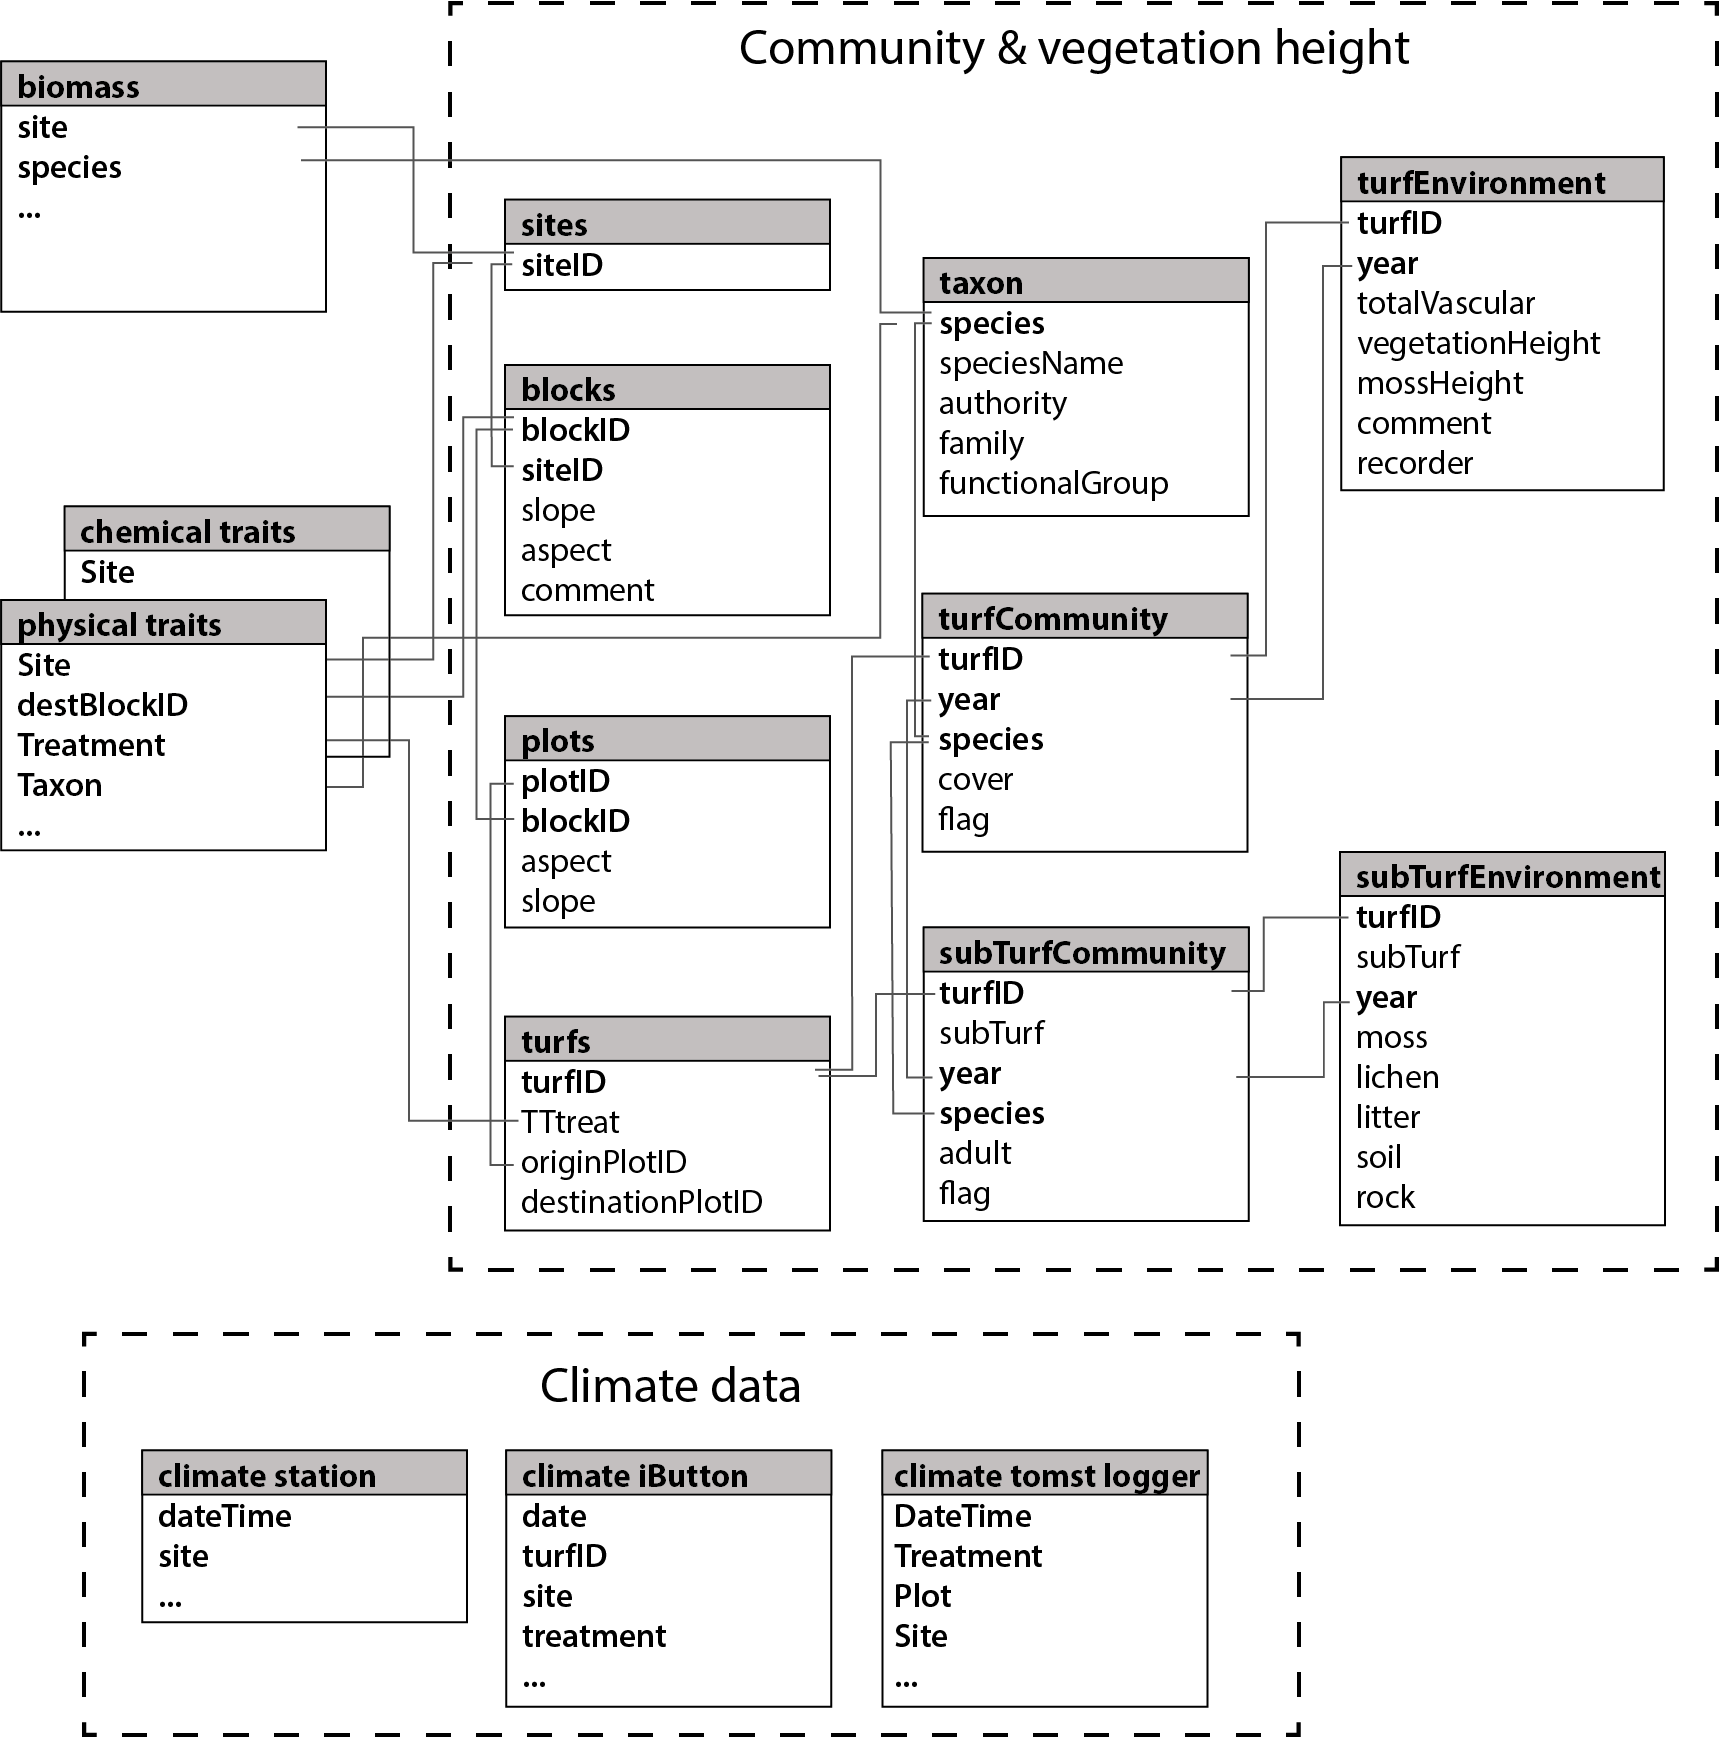 Community & vegetation height
biomass
site
species
...
sites
siteID
blocks
blockID
siteID
slope
aspect
comment
chemical traits
Site
physical traits
Site
destBlockID
Treatment
Taxon
...
plots
plotID
blockID
aspect
slope
turfs
turfID
TTtreat
originPlotID
destinationPlotID
taxon
species
speciesName
authority
family
functionalGroup
turfCommunity
turfID
year
species
cover
flag
subTurfCommunity
turfID
subTurf
year
species
adult
flag
turfEnvironment
turfID
year
totalVascular
vegetationHeight
mossHeight
comment
recorder
subTurfEnvironment
turfID
subTurf
year
moss
lichen
litter
soil
rock
Climate data
climate station
dateTime
site
...
climate iButton
date
turfID
site
treatment
...
climate tomst logger
DateTime
Treatment
Plot
Site
...